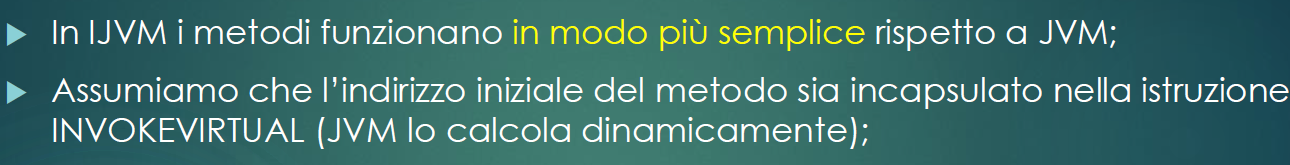 In IJVM i metodi funzionano in modo più semplice rispetto a JVM;
Assumiamo che l'indirizzo iniziale del metodo sia incapsulato nella istruzione
INVOKEVIRTUAL (JVM lo calcola dinamicamente);